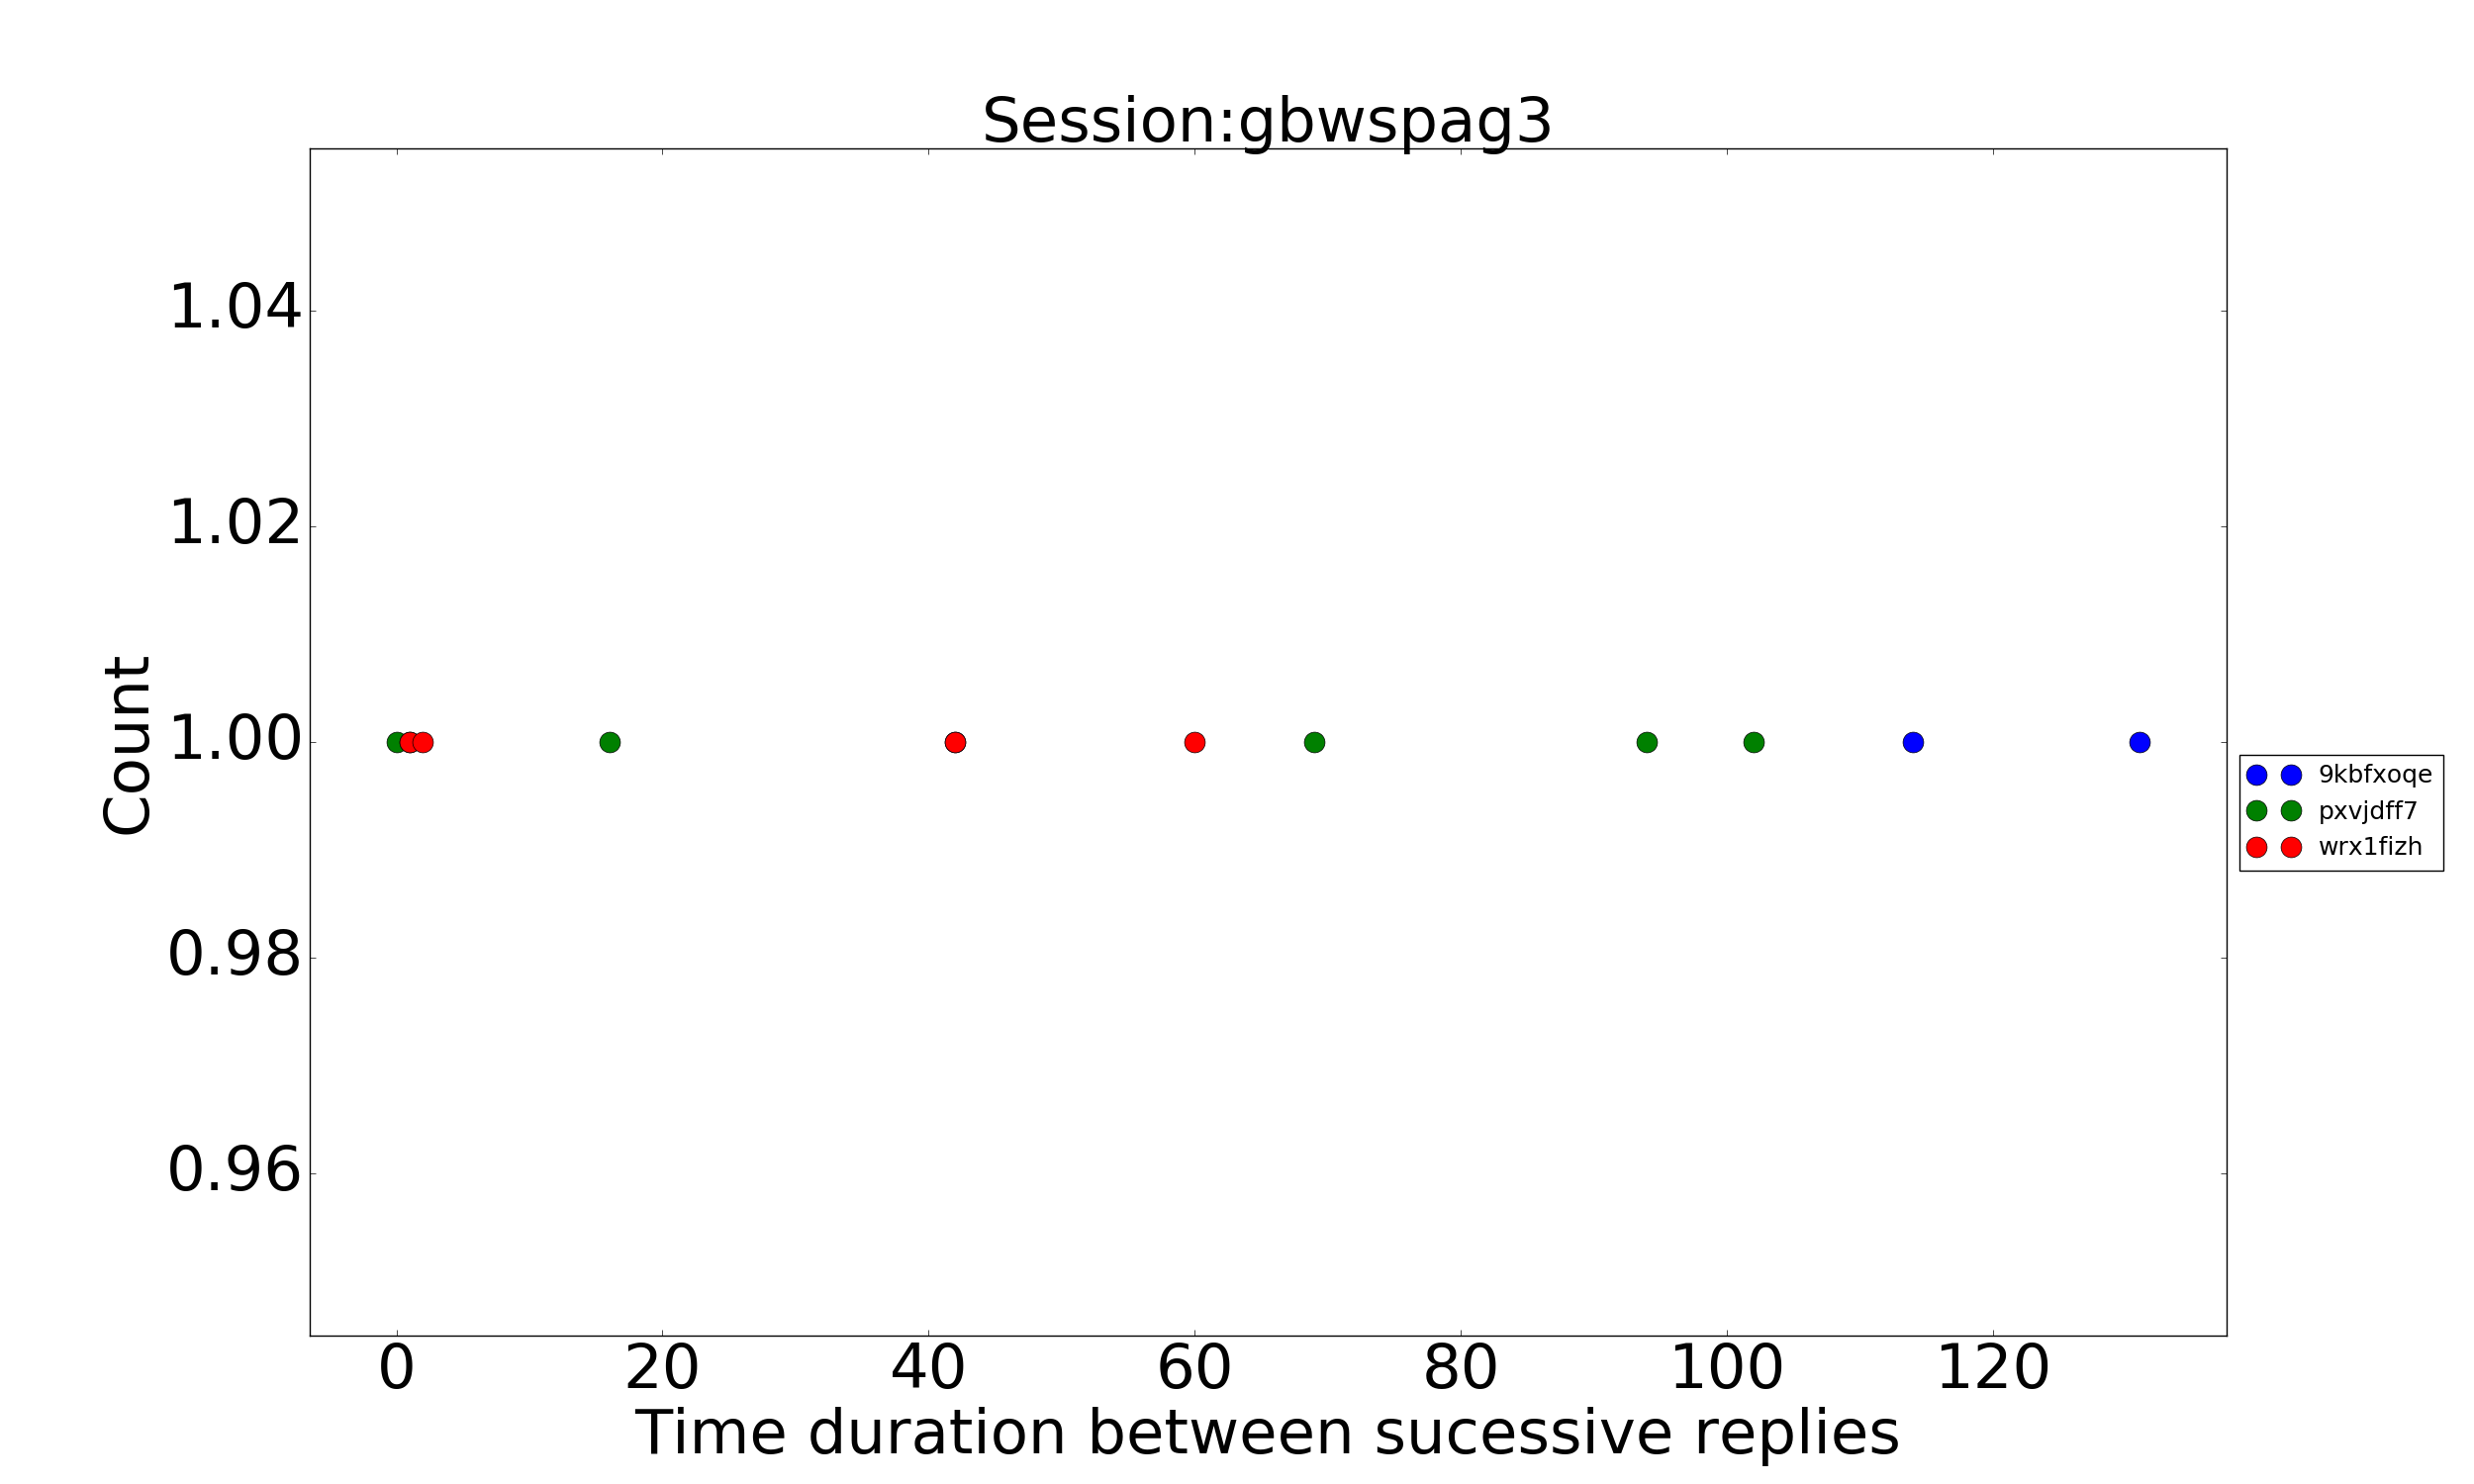 Session:gbwspag3
1.04
1.02
1.00
0.98
0.96
Count
0 20 40 60 80 100 120
Time duration between sucessive replies
9kbfxoqe
pxvjdff7
wrx1fizh